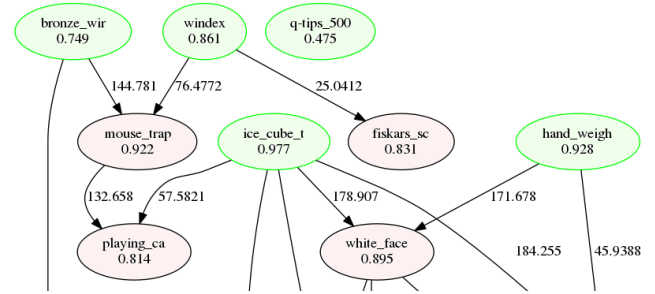 bronze_wir
0.749
windex
0.861
q-tips_500
0.475
144.781
76.4772
25.0412
mouse_trap
0.922
ice_cube_t
0.977
fiskars_sc
0.831
hand_weigh
0.928
132.658
57.5821
178.907
171.678
playing_ca
0.814
white_face
0.895
184.255
45.9388